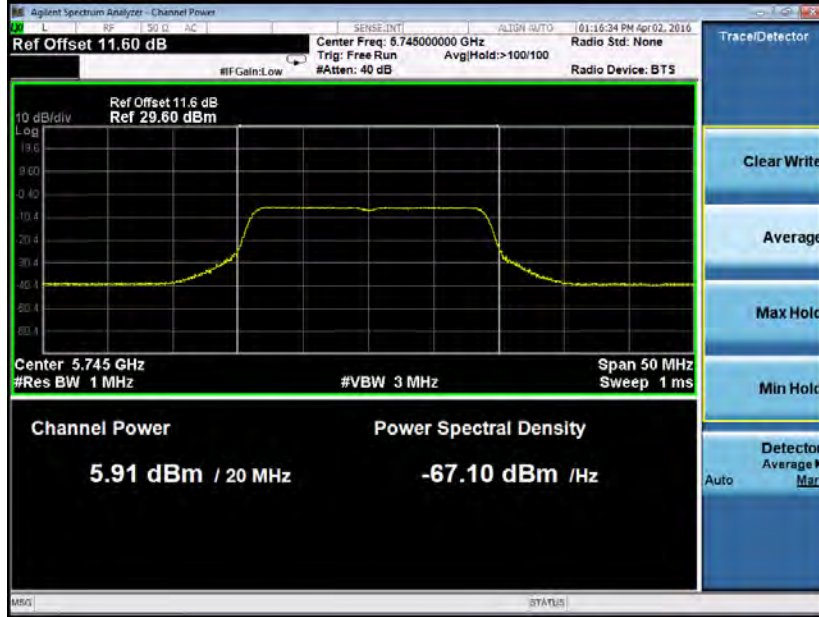 Agilent Spectrum Analyzer - Channel Power
L RF 50 Ω AC SENSE:INT ALIGN AUTO 01:16:34 PM Apr 02, 2016
Ref Offset 11.60 dB
Center Freq: 5.745000000 GHz
Radio Std: None
Trig: Free Run Avg|Hold:>100/100
#IFGain:Low
#Atten: 40 dB
Radio Device: BTS
Trace/Detector
Ref Offset 11.6 dB
10 dB/div
Ref 29.60 dBm
Log
19.6
9.60
-0.40
-10.4
-20.4
-30.4
-40.4
-50.4
-60.4
Center 5.745 GHz
Span 50 MHz
#Res BW 1 MHz
#VBW 3 MHz
Sweep 1 ms
Channel Power
Power Spectral Density
5.91 dBm / 20 MHz
-67.10 dBm /Hz
Clear Write
Average
Max Hold
Min Hold
Detector
Average
Auto
Man
MSG
STATUS